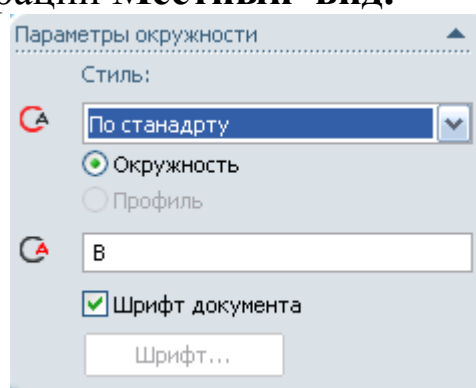 Местный вид.
Параметры окружности
Стиль:
По станадрту
Окружность
Профиль
В
Шрифт документа
Шрифт...